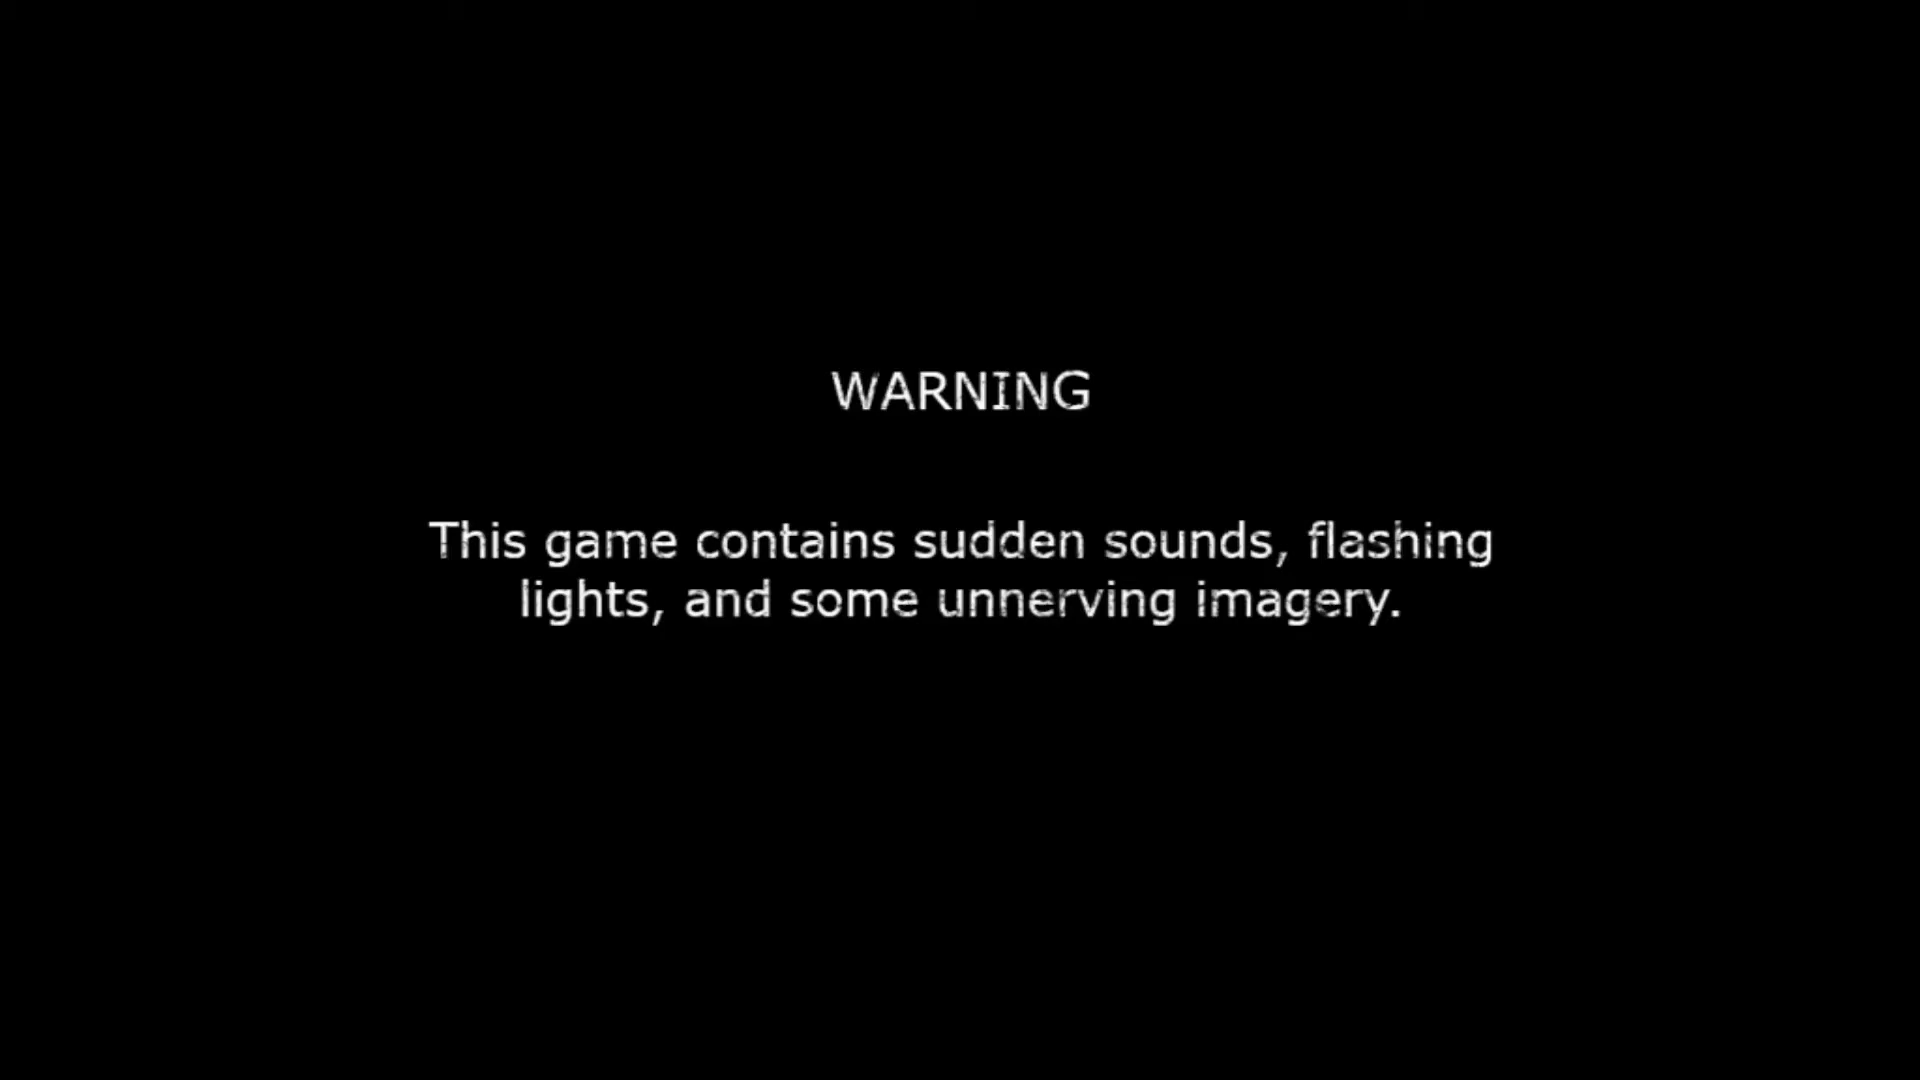 WARNING
This game contains sudden sounds, flashing
lights, and some unnerving imagery.